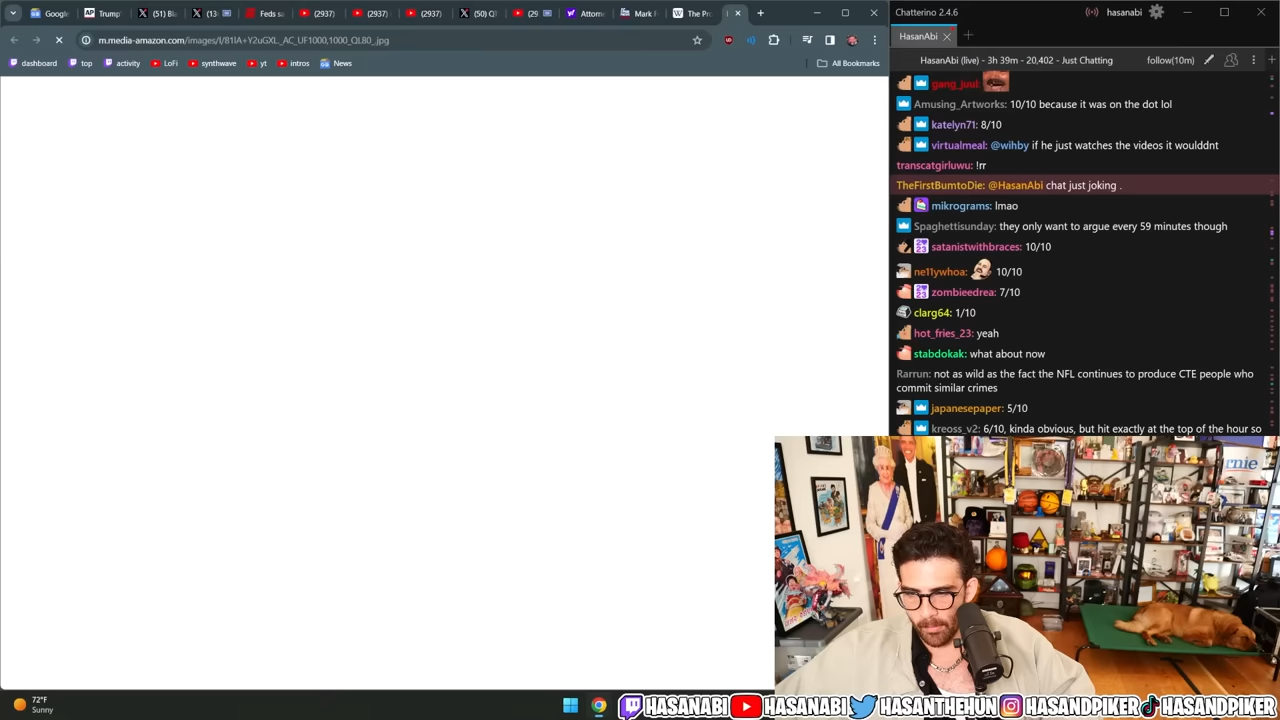 Google
Trump
(51) Bl
(13
Feds sa
(2937)
(2937)
(2937)
(50) Q
(29
Attorne
Mark F
The Pro
Chatterino 2.4.6
hasanabi
m.media-amazon.com/images/I/81IA+Y2uGXL._AC_UF1000,1000_QL80_.jpg
HasanAbi
dashboard
top
activity
LoFi
synthwave
yt
intros
News
All Bookmarks
HasanAbi (live) - 3h 39m - 20,402 - Just Chatting
follow(10m)
gang_juul:
Amusing_Artworks: 10/10 because it was on the dot lol
katelyn71: 8/10
virtualmeal: @wihby if he just watches the videos it woulddnt
transcatgirluwu: !rr
TheFirstBumtoDie: @HasanAbi chat just joking .
mikrograms: lmao
Spaghettisunday: they only want to argue every 59 minutes though
satanistwithbraces: 10/10
ne11ywhoa: 10/10
zombieedrea: 7/10
clarg64: 1/10
hot_fries_23: yeah
stabdokak: what about now
Rarrun: not as wild as the fact the NFL continues to produce CTE people who
commit similar crimes
japanesepaper: 5/10
kreoss_v2: 6/10, kinda obvious, but hit exactly at the top of the hour so
rnie
72°F
Sunny
HASANABI
HASANABI
HASANTHEHUN
HASANDPIKER
HASANDPIKER